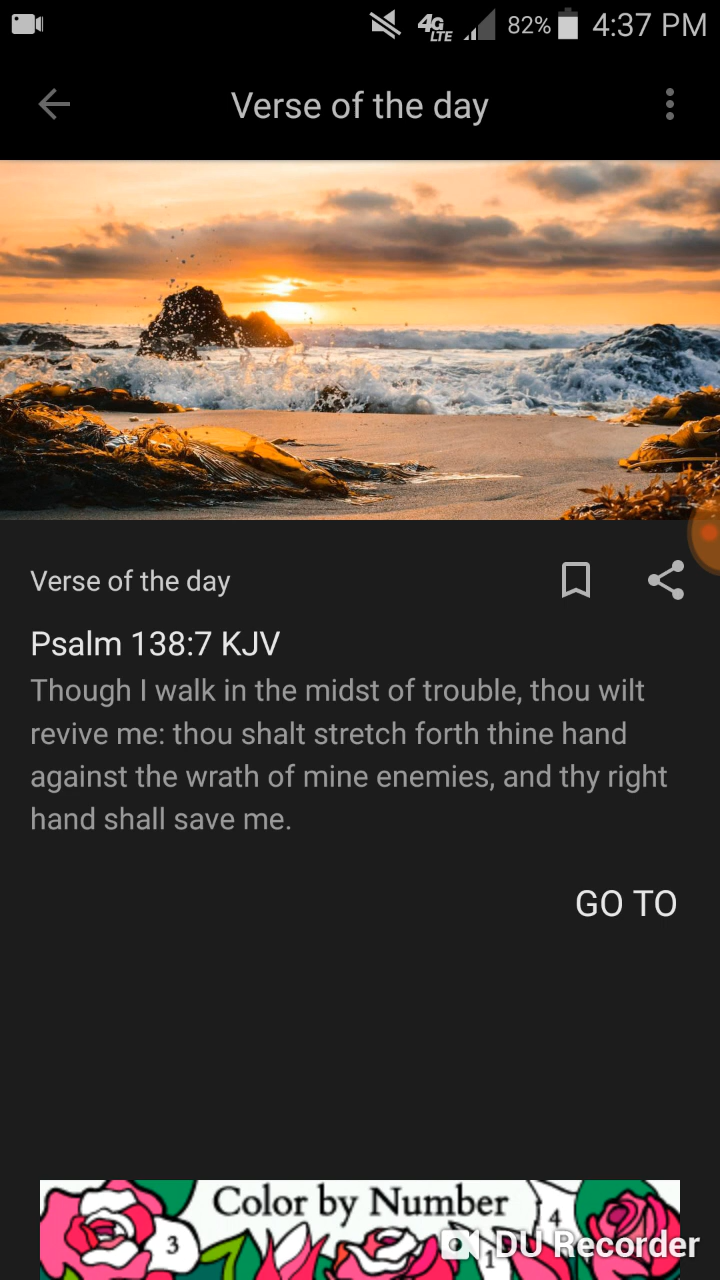 4G LTE 82% 4:37 PM
Verse of the day
Verse of the day
Psalm 138:7 KJV
Though I walk in the midst of trouble, thou wilt
revive me: thou shalt stretch forth thine hand
against the wrath of mine enemies, and thy right
hand shall save me.
GO TO
Color by Number
3
4
1
DU Recorder